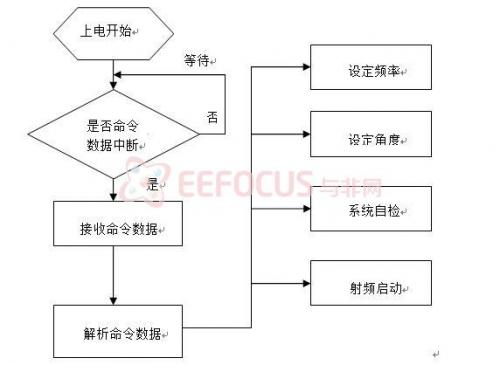 上电开始
等待
否
是否命令
数据中断
是
接收命令数据
解析命令数据
设定频率
设定角度
系统自检
射频启动
EEFOCUS与非网